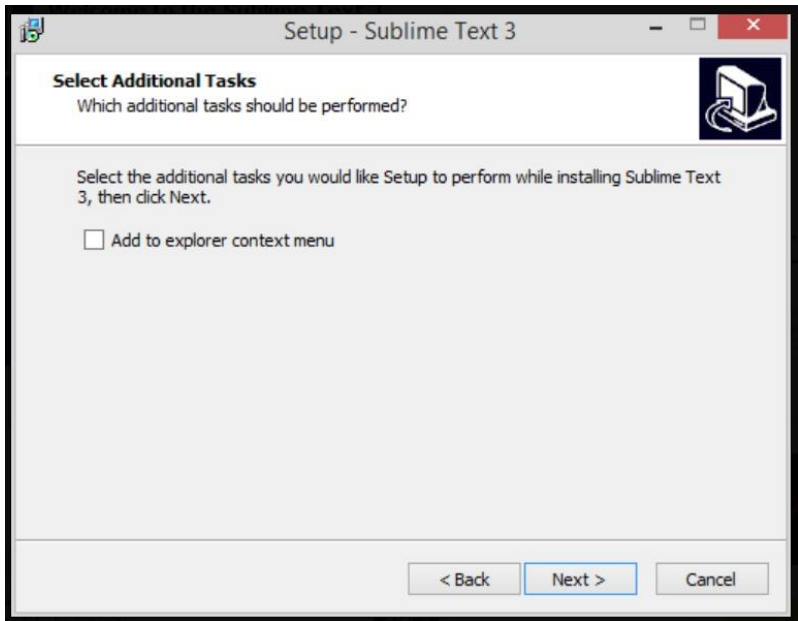 Setup - Sublime Text 3
Select Additional Tasks
Which additional tasks should be performed?
Select the additional tasks you would like Setup to perform while installing Sublime Text
3, then click Next.
Add to explorer context menu
< Back
Next >
Cancel